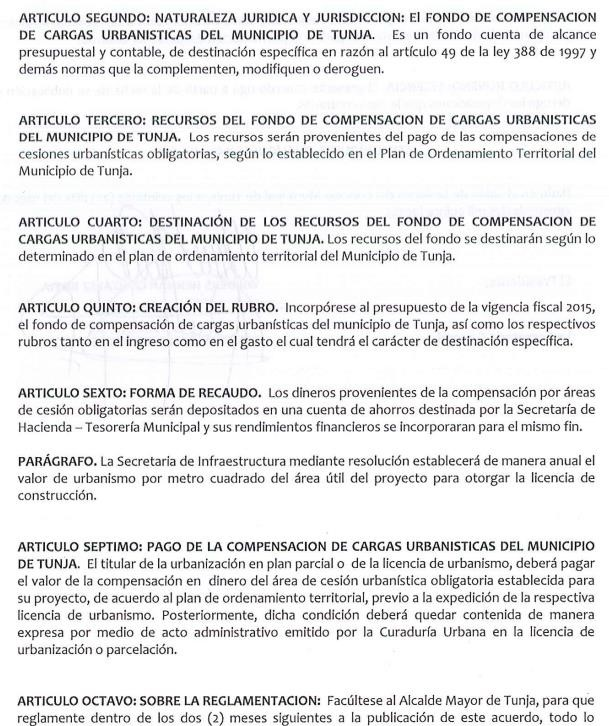 ARTICULO SEGUNDO: NATURALEZA JURIDICA Y JURISDICCION: El FONDO DE COMPENSACION
DE CARGAS URBANISTICAS DEL MUNICIPIO DE TUNJA. Es un fondo cuenta de alcance
presupuestal y contable, de destinación específica en razón al artículo 49 de la ley 388 de 1997 y
demás normas que la complementen, modifiquen o deroguen.
ARTICULO TERCERO: RECURSOS DEL FONDO DE COMPENSACION DE CARGAS URBANISTICAS
DEL MUNICIPIO DE TUNJA. Los recursos serán provenientes del pago de las compensaciones de
cesiones urbanísticas obligatorias, según lo establecido en el Plan de Ordenamiento Territorial del
Municipio de Tunja.
ARTICULO CUARTO: DESTINACIÓN DE LOS RECURSOS DEL FONDO DE COMPENSACION DE
CARGAS URBANISTICAS DEL MUNICIPIO DE TUNJA. Los recursos del fondo se destinarán según lo
determinado en el plan de ordenamiento territorial del Municipio de Tunja.
ARTICULO QUINTO: CREACIÓN DEL RUBRO. Incorpórese al presupuesto de la vigencia fiscal 2015,
el fondo de compensación de cargas urbanísticas del municipio de Tunja, así como los respectivos
rubros tanto en el ingreso como en el gasto el cual tendrá el carácter de destinación específica.
ARTICULO SEXTO: FORMA DE RECAUDO. Los dineros provenientes de la compensación por áreas
de cesión obligatorias serán depositados en una cuenta de ahorros destinada por la Secretaría de
Hacienda – Tesorería Municipal y sus rendimientos financieros se incorporaran para el mismo fin.
PARÁGRAFO. La Secretaria de Infraestructura mediante resolución establecerá de manera anual el
valor de urbanismo por metro cuadrado del área útil del proyecto para otorgar la licencia de
construcción.
ARTICULO SEPTIMO: PAGO DE LA COMPENSACION DE CARGAS URBANISTICAS DEL MUNICIPIO
DE TUNJA. El titular de la urbanización en plan parcial o de la licencia de urbanismo, deberá pagar
el valor de la compensación en dinero del área de cesión urbanística obligatoria establecida para
su proyecto, de acuerdo al plan de ordenamiento territorial, previo a la expedición de la respectiva
licencia de urbanismo. Posteriormente, dicha condición deberá quedar contenida de manera
expresa por medio de acto administrativo emitido por la Curaduría Urbana en la licencia de
urbanización o parcelación.
ARTICULO OCTAVO: SOBRE LA REGLAMENTACION: Facúltese al Alcalde Mayor de Tunja, para que
reglamente dentro de los dos (2) meses siguientes a la publicación de este acuerdo, todo lo